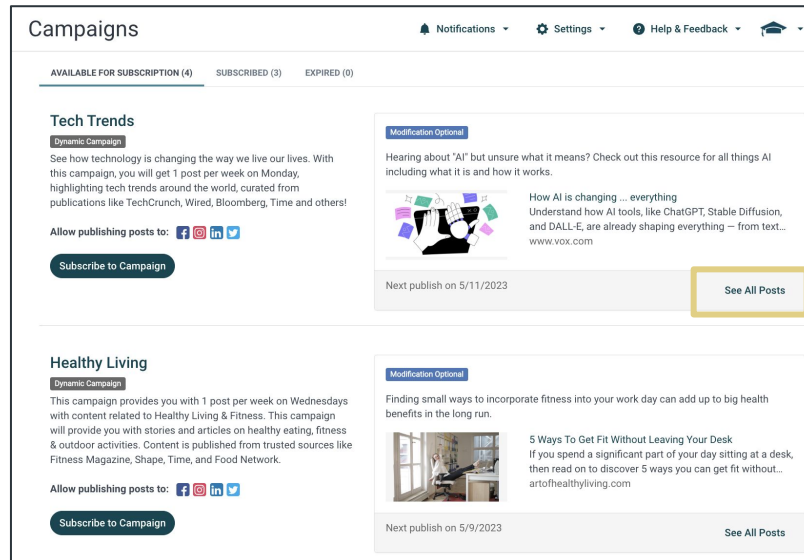 Campaigns
Notifications
Settings
Help & Feedback
AVAILABLE FOR SUBSCRIPTION (4)
SUBSCRIBED (3)
EXPIRED (0)
Tech Trends
Dynamic Campaign
See how technology is changing the way we live our lives. With
this campaign, you will get 1 post per week on Monday,
highlighting tech trends around the world, curated from
publications like TechCrunch, Wired, Bloomberg, Time and others!
Allow publishing posts to:
Subscribe to Campaign
Modification Optional
Hearing about "AI" but unsure what it means? Check out this resource for all things AI
including what it is and how it works.
How AI is changing ... everything
Understand how AI tools, like ChatGPT, Stable Diffusion,
and DALL-E, are already shaping everything — from text...
www.vox.com
Next publish on 5/11/2023
See All Posts
Healthy Living
Dynamic Campaign
This campaign provides you with 1 post per week on Wednesdays
with content related to Healthy Living & Fitness. This campaign
will provide you with stories and articles on healthy eating, fitness
& outdoor activities. Content is published from trusted sources like
Fitness Magazine, Shape, Time, and Food Network.
Allow publishing posts to:
Subscribe to Campaign
Modification Optional
Finding small ways to incorporate fitness into your work day can add up to big health
benefits in the long run.
5 Ways To Get Fit Without Leaving Your Desk
If you spend a significant part of your day sitting at a desk,
then read on to discover 5 ways you can get fit without...
artofhealthyliving.com
Next publish on 5/9/2023
See All Posts